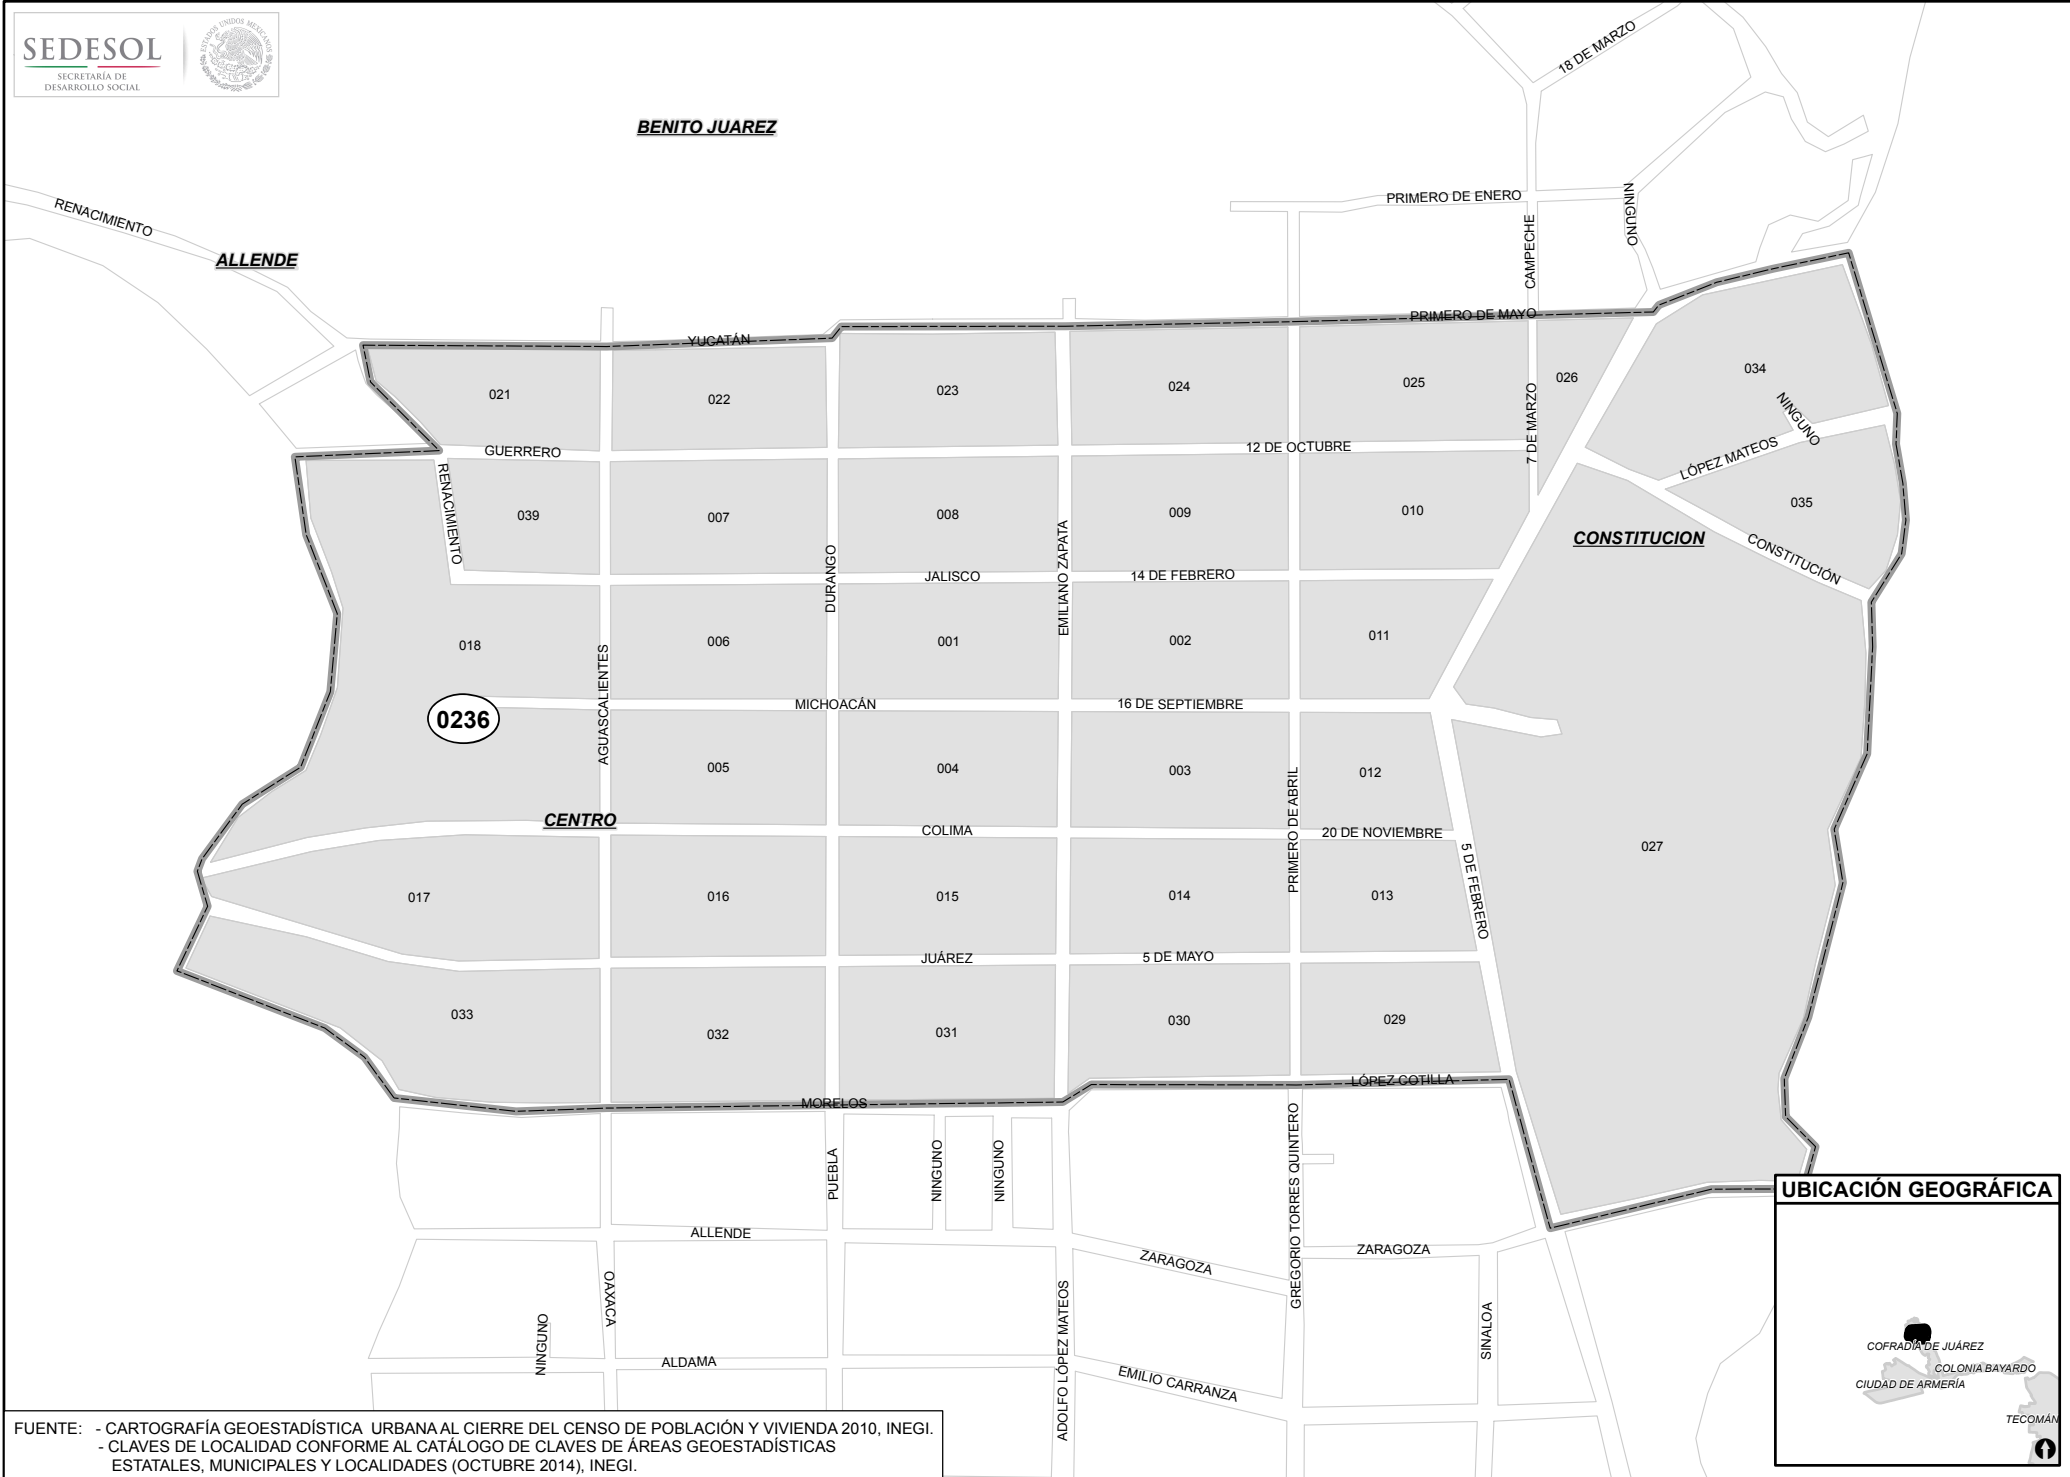 SEDESOL
SECRETARÍA DE
DESARROLLO SOCIAL
ESTADOS UNIDOS MEXICANOS
18 DE MARZO
BENITO JUAREZ
RENACIMIENTO
PRIMERO DE ENERO
NINGUNO
CAMPECHE
ALLENDE
PRIMERO DE MAYO
YUCATÁN
021
022
023
024
025
026
034
7 DE MARZO
NINGUNO
GUERRERO
12 DE OCTUBRE
LÓPEZ MATEOS
RENACIMIENTO
039
007
008
009
010
035
CONSTITUCION
CONSTITUCIÓN
DURANGO
EMILIANO ZAPATA
JALISCO
14 DE FEBRERO
018
006
001
002
011
AGUASCALIENTES
MICHOACÁN
16 DE SEPTIEMBRE
0236
005
004
003
012
PRIMERO DE ABRIL
CENTRO
COLIMA
20 DE NOVIEMBRE
5 DE FEBRERO
027
017
016
015
014
013
JUÁREZ
5 DE MAYO
033
032
031
030
029
LÓPEZ COTILLA
MORELOS
PUEBLA
NINGUNO
NINGUNO
GREGORIO TORRES QUINTERO
ALLENDE
ZARAGOZA
ZARAGOZA
OAXACA
NINGUNO
ADOLFO LÓPEZ MATEOS
SINALOA
ALDAMA
EMILIO CARRANZA
UBICACIÓN GEOGRÁFICA
COFRADÍA DE JUÁREZ
COLONIA BAYARDO
CIUDAD DE ARMERÍA
TECOMÁN
FUENTE: - CARTOGRAFÍA GEOESTADÍSTICA URBANA AL CIERRE DEL CENSO DE POBLACIÓN Y VIVIENDA 2010, INEGI.
- CLAVES DE LOCALIDAD CONFORME AL CATÁLOGO DE CLAVES DE ÁREAS GEOESTADÍSTICAS
ESTATALES, MUNICIPALES Y LOCALIDADES (OCTUBRE 2014), INEGI.